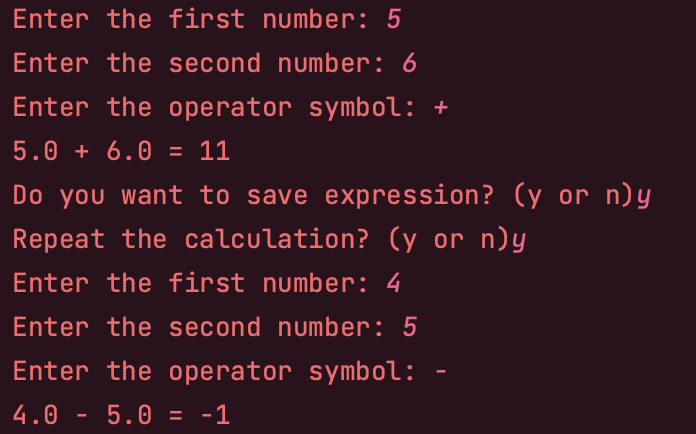 Enter the first number: 5
Enter the second number: 6
Enter the operator symbol: +
5.0 + 6.0 = 11
Do you want to save expression? (y or n)y
Repeat the calculation? (y or n)y
Enter the first number: 4
Enter the second number: 5
Enter the operator symbol: -
4.0 - 5.0 = -1